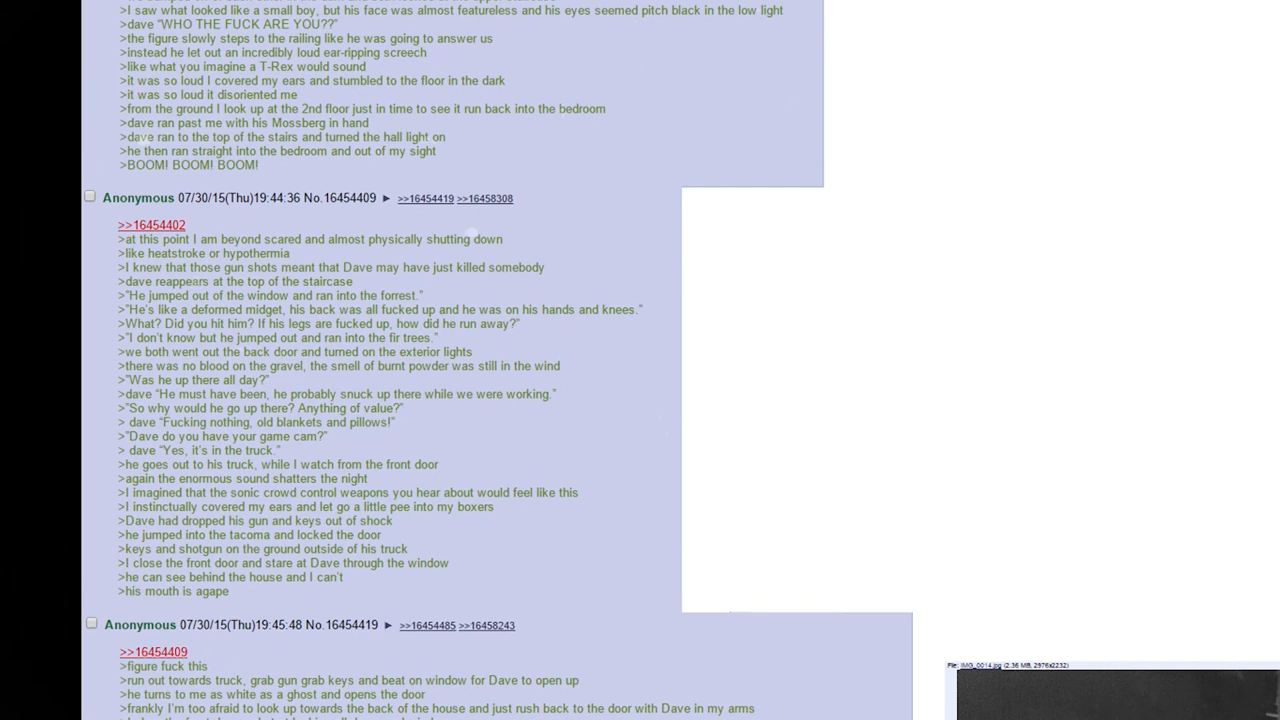 >I saw what looked like a small boy, but his face was almost featureless and his eyes seemed pitch black in the low light
>dave “WHO THE FUCK ARE YOU??”
>the figure slowly steps to the railing like he was going to answer us
>instead he let out an incredibly loud ear-ripping screech
>like what you imagine a T-Rex would sound
>it was so loud I covered my ears and stumbled to the floor in the dark
>it was so loud it disoriented me
>from the ground I look up at the 2nd floor just in time to see it run back into the bedroom
>dave ran past me with his Mossberg in hand
>dave ran to the top of the stairs and turned the hall light on
>he then ran straight into the bedroom and out of my sight
>BOOM! BOOM! BOOM!
Anonymous 07/30/15(Thu)19:44:36 No.16454409 ► >>16454419 >>16458308
>>16454402
>at this point I am beyond scared and almost physically shutting down
>like heatstroke or hypothermia
>I knew that those gun shots meant that Dave may have just killed somebody
>dave reappears at the top of the staircase
>"He jumped out of the window and ran into the forrest."
>"He's like a deformed midget, his back was all fucked up and he was on his hands and knees."
>What? Did you hit him? If his legs are fucked up, how did he run away?"
>"I don't know but he jumped out and ran into the fir trees."
>we both went out the back door and turned on the exterior lights
>there was no blood on the gravel, the smell of burnt powder was still in the wind
>"Was he up there all day?"
>dave “He must have been, he probably snuck up there while we were working.”
>"So why would he go up there? Anything of value?"
> dave “Fucking nothing, old blankets and pillows!”
>"Dave do you have your game cam?"
> dave “Yes, it's in the truck.”
>he goes out to his truck, while I watch from the front door
>again the enormous sound shatters the night
>I imagined that the sonic crowd control weapons you hear about would feel like this
>I instinctually covered my ears and let go a little pee into my boxers
>Dave had dropped his gun and keys out of shock
>he jumped into the tacoma and locked the door
>keys and shotgun on the ground outside of his truck
>I close the front door and stare at Dave through the window
>he can see behind the house and I can't
>his mouth is agape
Anonymous 07/30/15(Thu)19:45:48 No.16454419 ► >>16454485 >>16458243
>>16454409
>figure fuck this
>run out towards truck, grab gun grab keys and beat on window for Dave to open up
>he turns to me as white as a ghost and opens the door
>frankly I'm too afraid to look up towards the back of the house and just rush back to the door with Dave in my arms
File: IMG_0014.jpg (2.36 MB, 2976x2232)